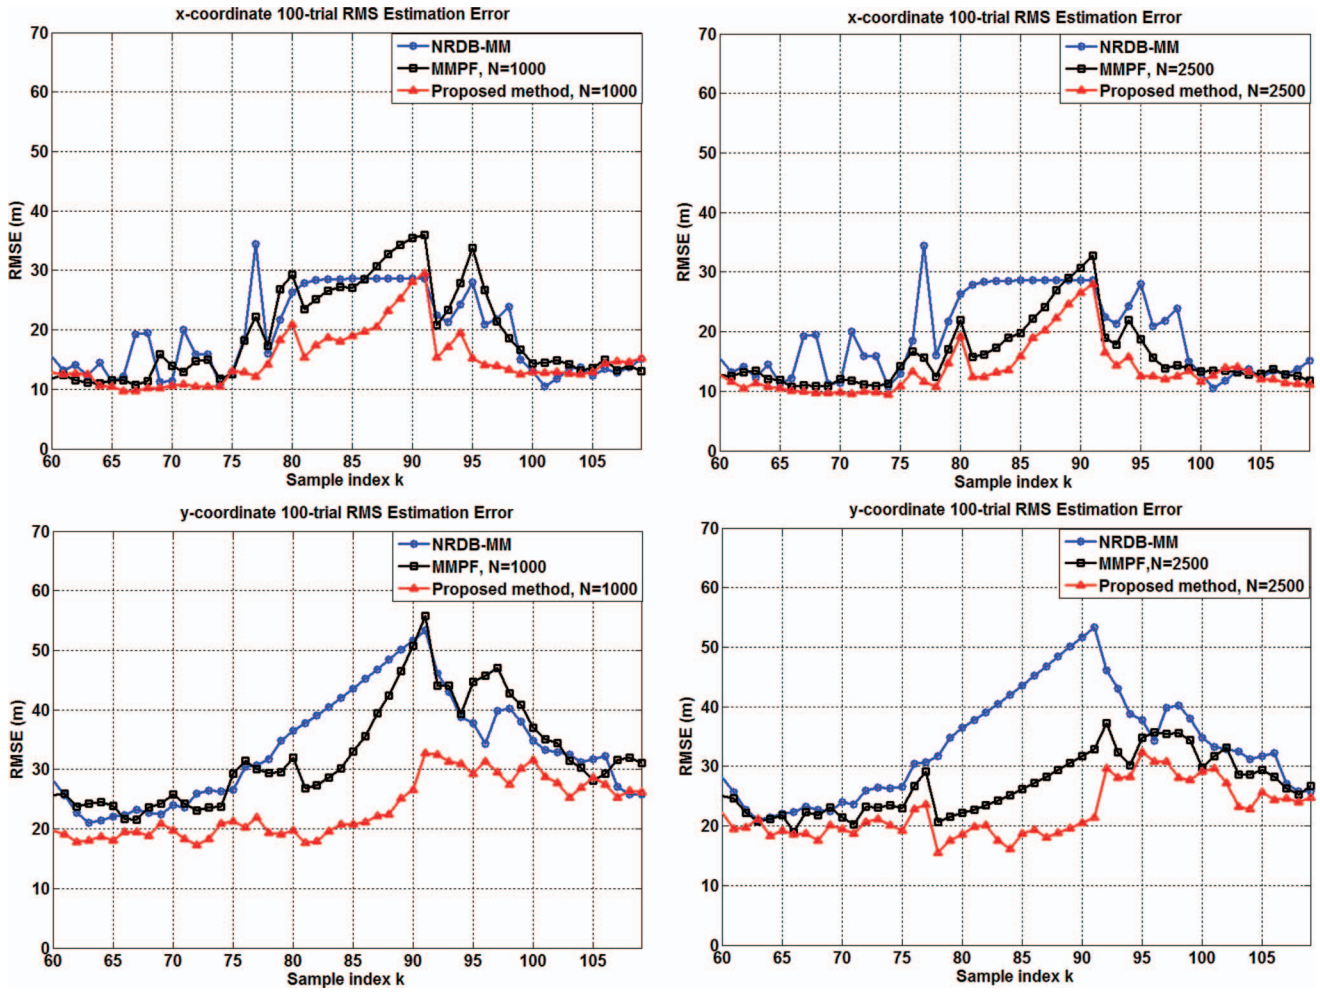 x-coordinate 100-trial RMS Estimation Error
70
60
50
40
30
20
10
0
RMSE (m)
NRDB-MM
MMPF, N=1000
Proposed method, N=1000
60 65 70 75 80 85 90 95 100 105
Sample index k
x-coordinate 100-trial RMS Estimation Error
70
60
50
40
30
20
10
0
RMSE (m)
NRDB-MM
MMPF, N=2500
Proposed method, N=2500
60 65 70 75 80 85 90 95 100 105
Sample index k
y-coordinate 100-trial RMS Estimation Error
70
60
50
40
30
20
10
0
RMSE (m)
NRDB-MM
MMPF, N=1000
Proposed method, N=1000
60 65 70 75 80 85 90 95 100 105
Sample index k
y-coordinate 100-trial RMS Estimation Error
70
60
50
40
30
20
10
0
RMSE (m)
NRDB-MM
MMPF,N=2500
Proposed method, N=2500
60 65 70 75 80 85 90 95 100 105
Sample index k